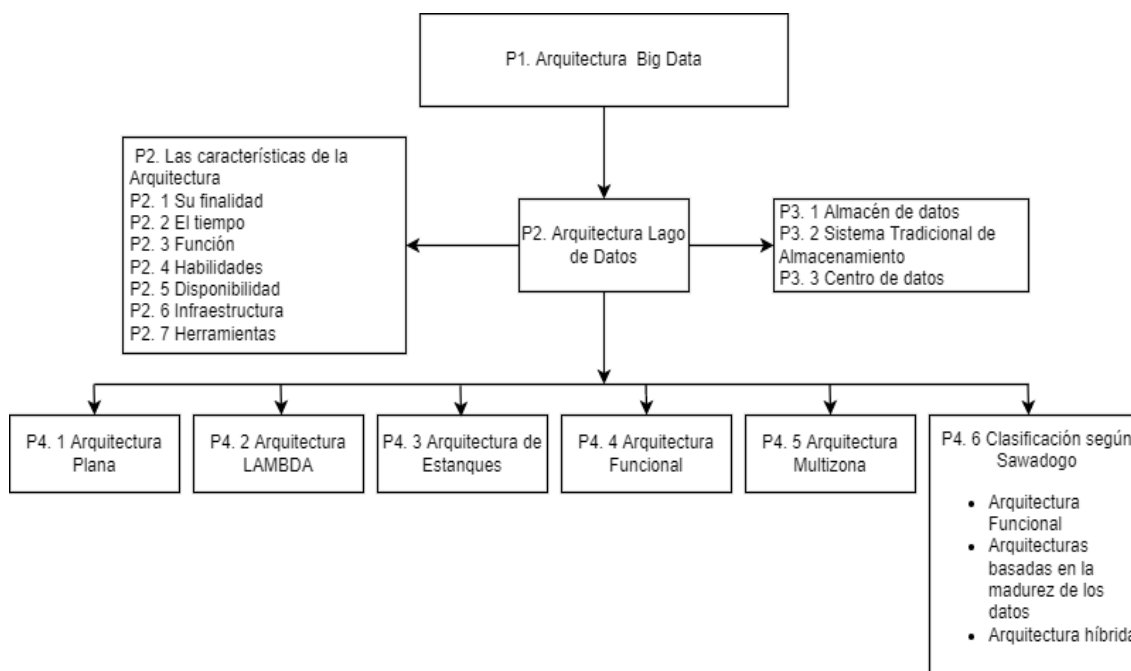 P1. Arquitectura Big Data
P2. Las características de la
Arquitectura
P2. 1 Su finalidad
P2. 2 El tiempo
P2. 3 Función
P2. 4 Habilidades
P2. 5 Disponibilidad
P2. 6 Infraestructura
P2. 7 Herramientas
P2. Arquitectura Lago
de Datos
P3. 1 Almacén de datos
P3. 2 Sistema Tradicional de
Almacenamiento
P3. 3 Centro de datos
P4. 1 Arquitectura
Plana
P4. 2 Arquitectura
LAMBDA
P4. 3 Arquitectura de
Estanques
P4. 4 Arquitectura
Funcional
P4. 5 Arquitectura
Multizona
P4. 6 Clasificación según
Sawadogo
• Arquitectura
Funcional
• Arquitecturas
basadas en la
madurez de los
datos
• Arquitectura híbrida